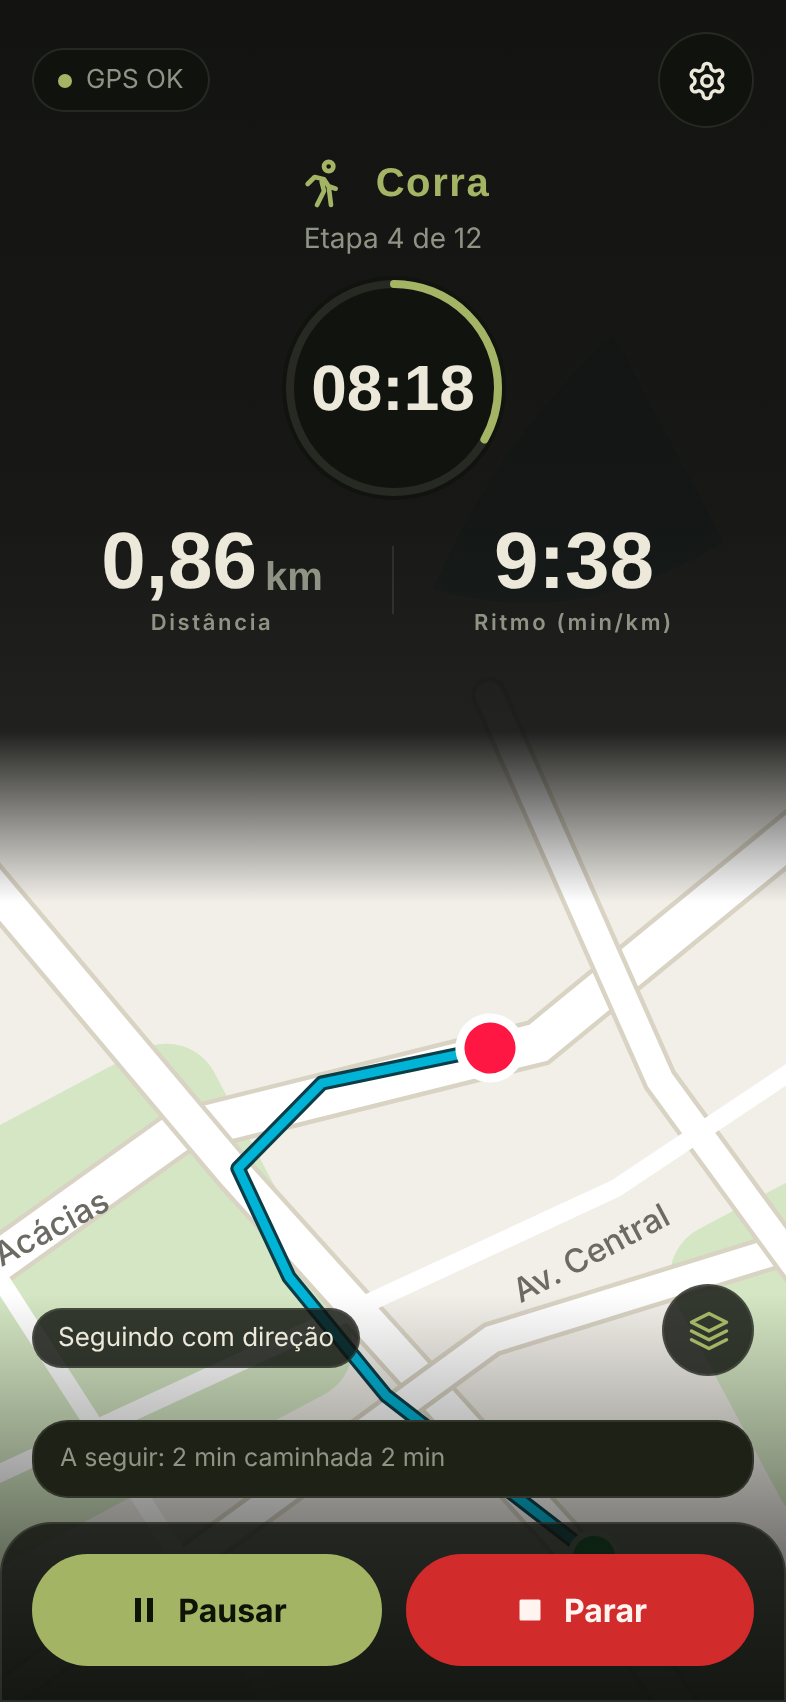 GPS OK
Corra
Etapa 4 de 12
08:18
0,86 km
Distância
9:38
Ritmo (min/km)
Acácias
Av. Central
Seguindo com direção
A seguir: 2 min caminhada 2 min
Pausar
Parar